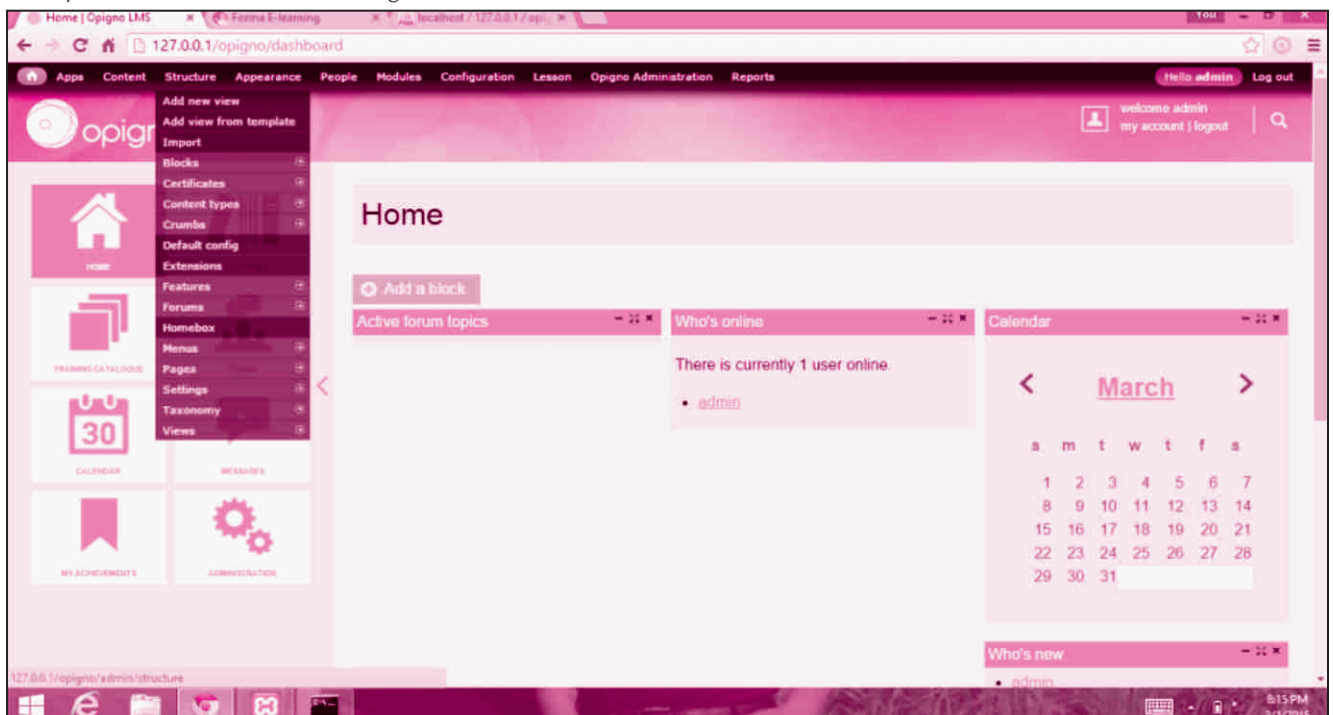 Home | Opigno LMS
Forma E-learning
localhost / 127.0.0.1 / opi
You
127.0.0.1/opigno/dashboard
Apps Content Structure Appearance People Modules Configuration Lesson Opigno Administration Reports
Hello admin Log out
Add new view
Add view from template
Import
Blocks
Certificates
Content types
Crumbs
Default config
Extensions
Features
Forums
Homebox
Menus
Pages
Settings
Taxonomy
Views
opigr
welcome admin
my account | logout
HOME
TRAINING CATALOGUE
30
CALENDAR
MESSAGES
MY ACHIEVEMENTS
ADMINISTRATION
Home
Add a block
Active forum topics
Who's online
There is currently 1 user online.
• admin
Calendar
March
s m t w t f s
1 2 3 4 5 6 7
8 9 10 11 12 13 14
15 16 17 18 19 20 21
22 23 24 25 26 27 28
29 30 31
Who's new
• admin
127.0.0.1/opigno/admin/structure
8:15 PM